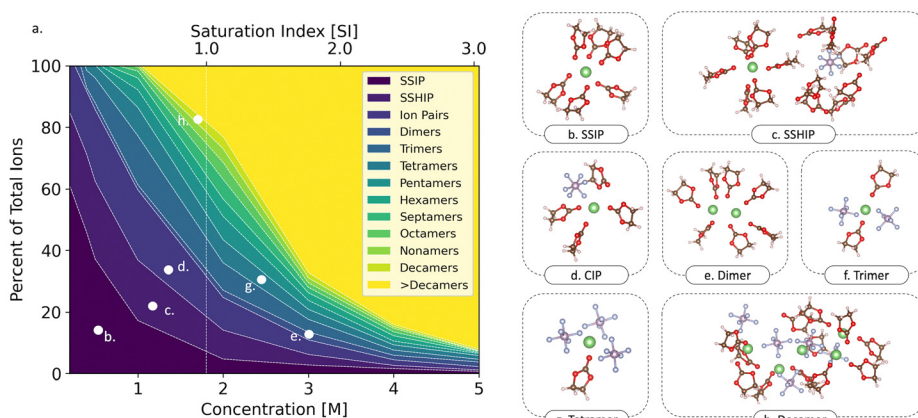 a.
Saturation Index [SI]
1.0 2.0 3.0
Percent of Total Ions
100
80
60
40
20
0
1 2 3 4 5
Concentration [M]
SSIP
SSHIP
Ion Pairs
Dimers
Trimers
Tetramers
Pentamers
Hexamers
Septamers
Octamers
Nonamers
Decamers
>Decamers
h.
d.
g.
c.
b.
e.
b. SSIP
c. SSHIP
d. CIP
e. Dimer
f. Trimer